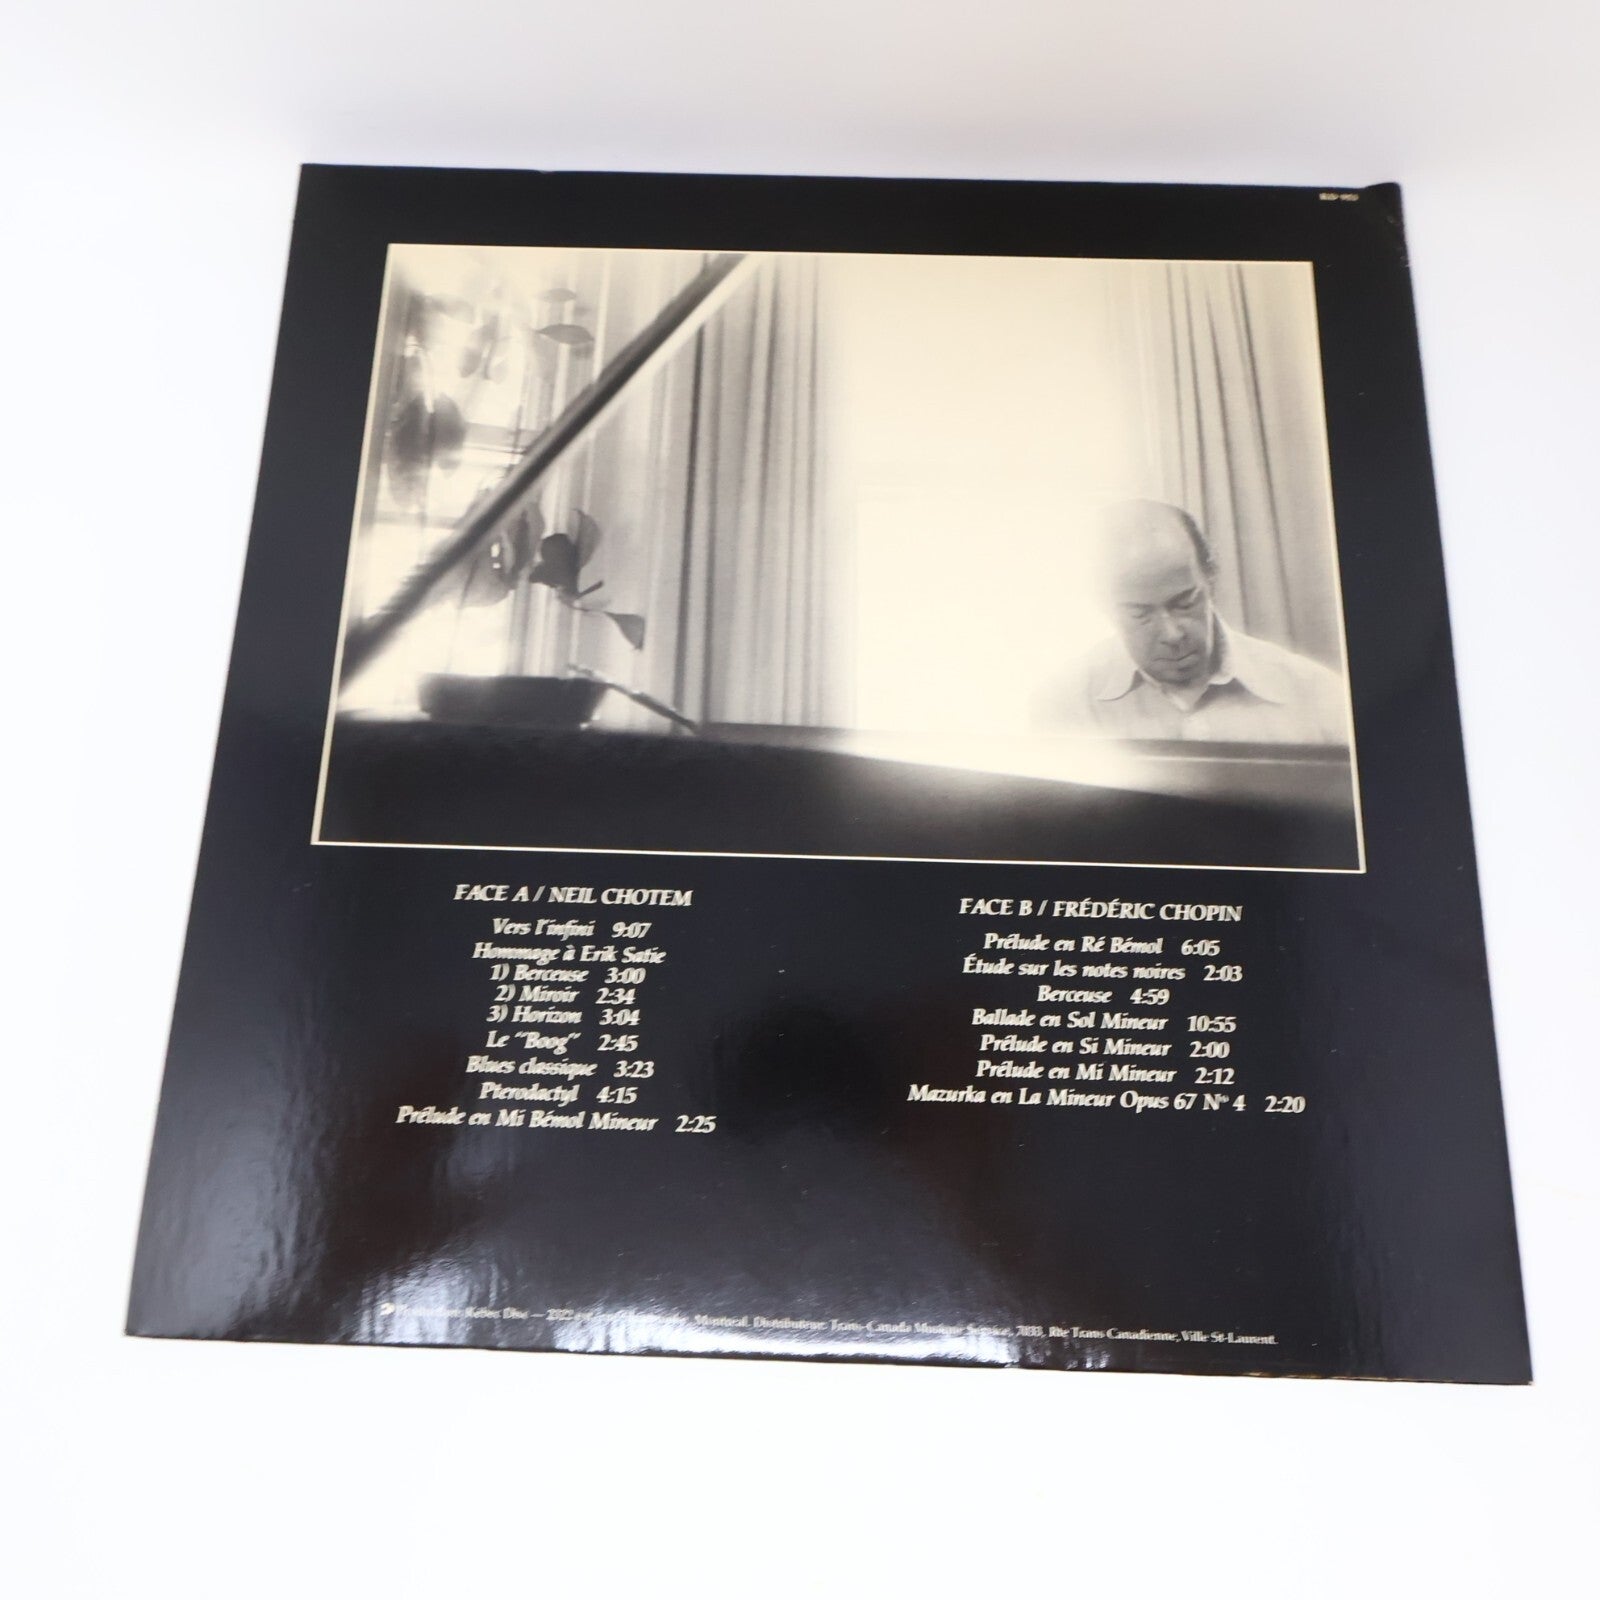 FACE A / NEIL CHOTEM
Vers l'infini 9:07
Hommage à Erik Satie
1) Berceuse 3:00
2) Miroir 2:34
3) Horizon 3:04
Le "Boog" 2:45
Blues classique 3:23
Pterodactyl 4:15
Prélude en Mi Bémol Mineur 2:25
FACE B / FRÉDÉRIC CHOPIN
Prélude en Ré Bémol 6:05
Étude sur les notes noires 2:03
Berceuse 4:59
Ballade en Sol Mineur 10:55
Prélude en Si Mineur 2:00
Prélude en Mi Mineur 2:12
Mazurka en La Mineur Opus 67 Nº 4 2:20
Kébec Disc — Montréal. Distributeur: Trans-Canada Musique Service, 7033, Rte Trans Canadienne, Ville St-Laurent.